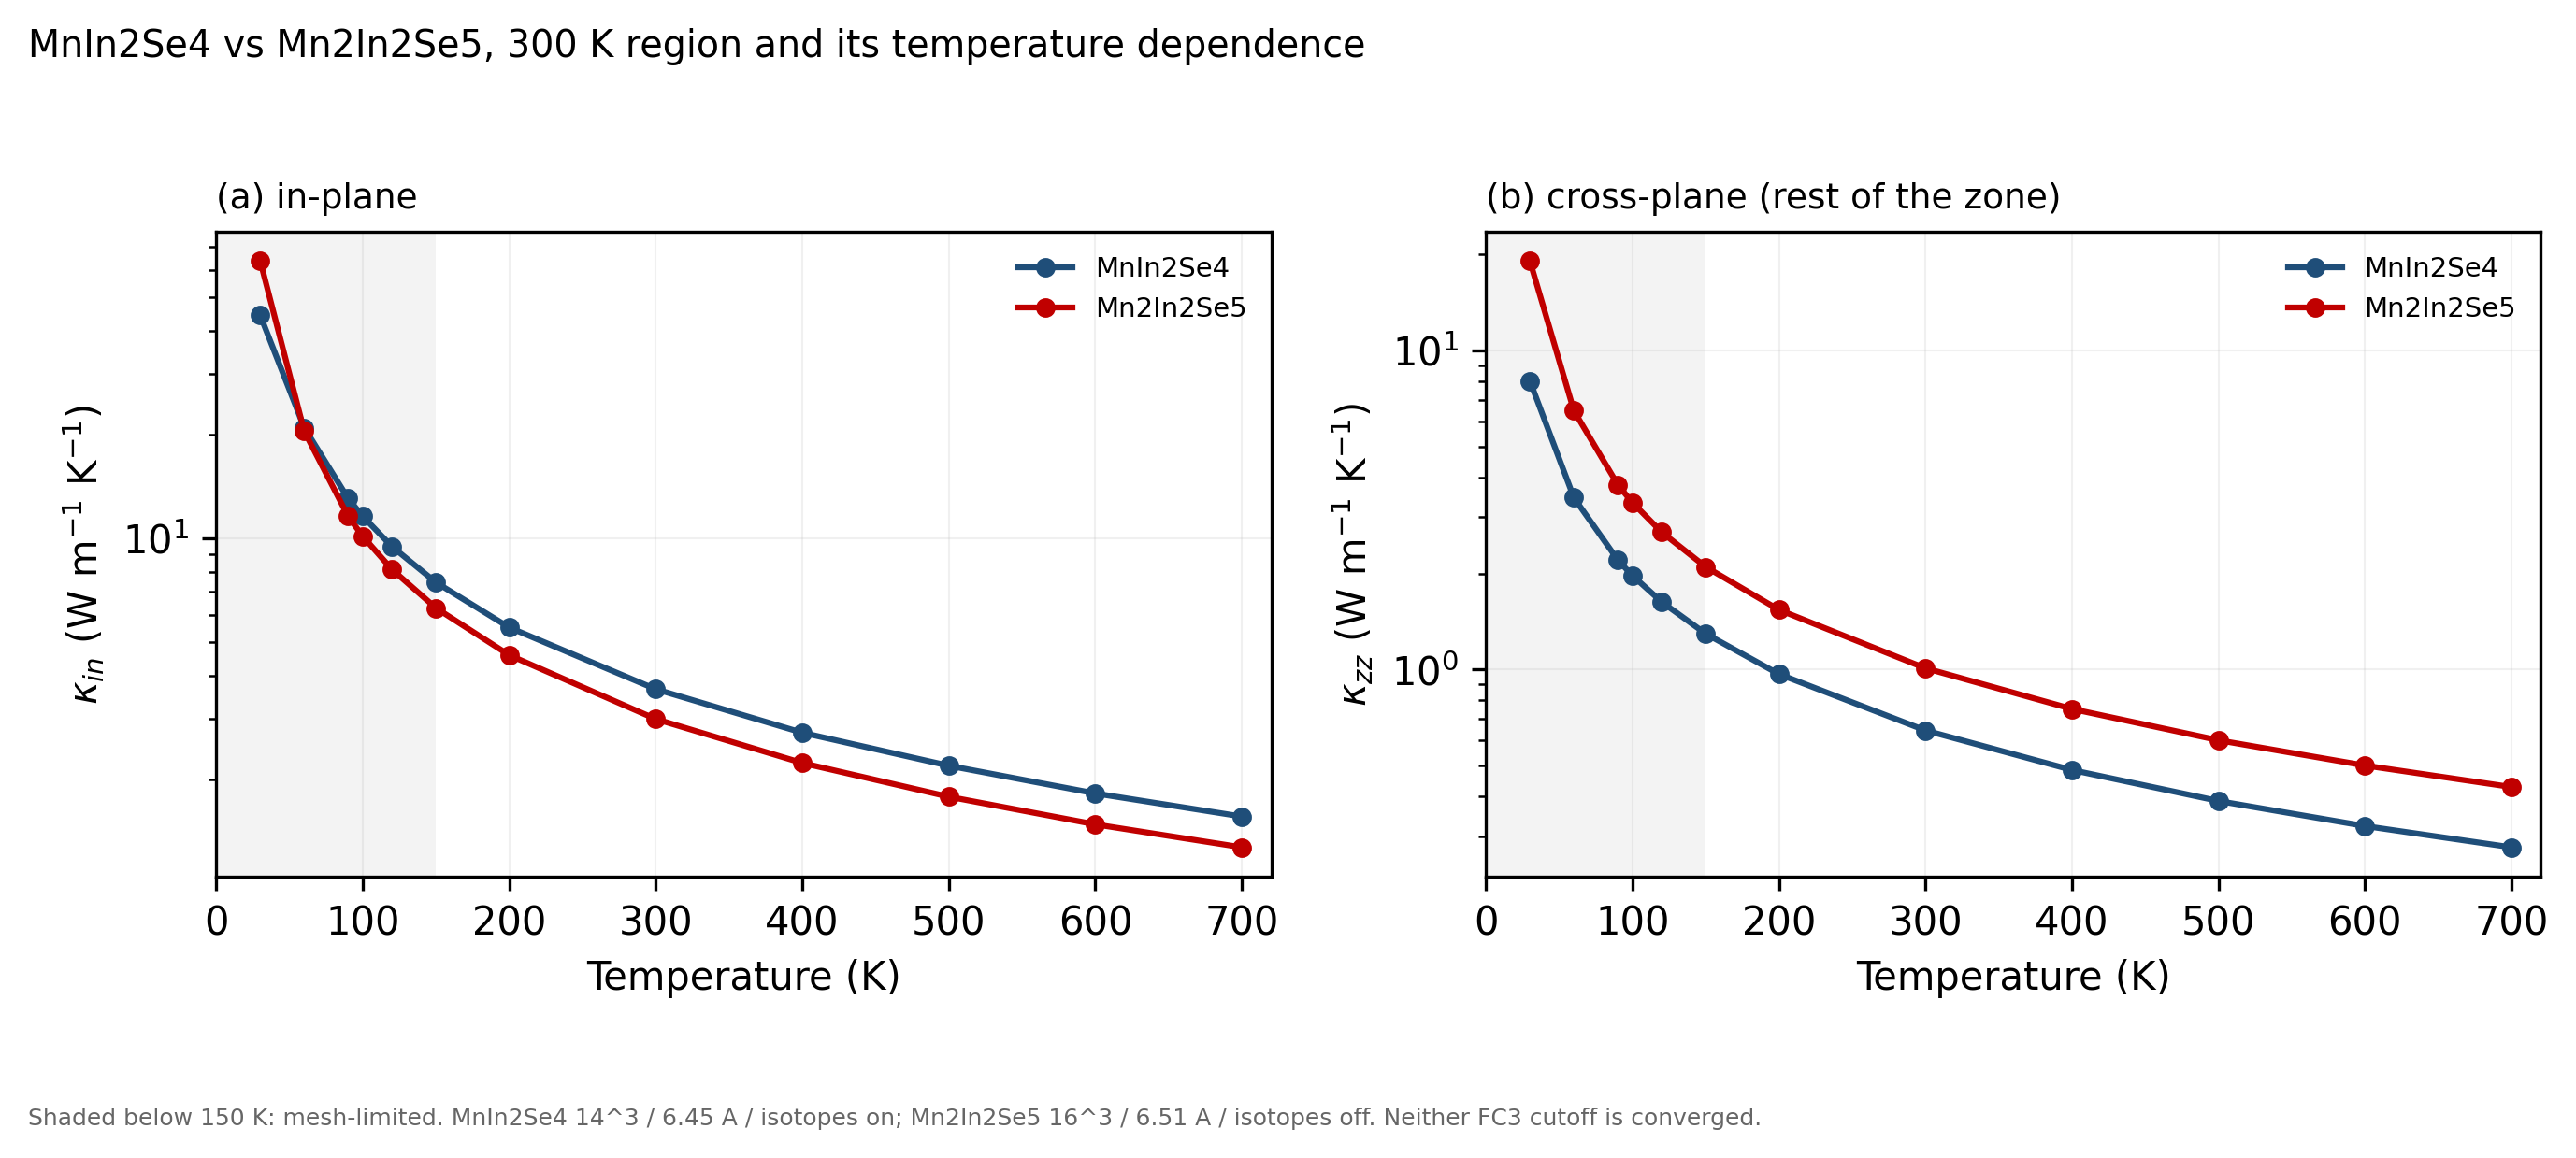 MnIn2Se4 vs Mn2In2Se5, 300 K region and its temperature dependence
(a) in-plane
MnIn2Se4
Mn2In2Se5
10¹
κ_in (W m⁻¹ K⁻¹)
0 100 200 300 400 500 600 700
Temperature (K)
(b) cross-plane (rest of the zone)
MnIn2Se4
Mn2In2Se5
10¹
10⁰
κ_zz (W m⁻¹ K⁻¹)
0 100 200 300 400 500 600 700
Temperature (K)
Shaded below 150 K: mesh-limited. MnIn2Se4 14^3 / 6.45 A / isotopes on; Mn2In2Se5 16^3 / 6.51 A / isotopes off. Neither FC3 cutoff is converged.